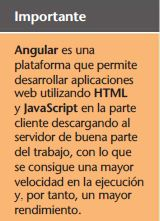 Importante
Angular es una
plataforma que permite
desarrollar aplicaciones
web utilizando HTML
y JavaScript en la parte
cliente descargando al
servidor de buena parte
del trabajo, con lo que
se consigue una mayor
velocidad en la ejecución
y, por tanto, un mayor
rendimiento.